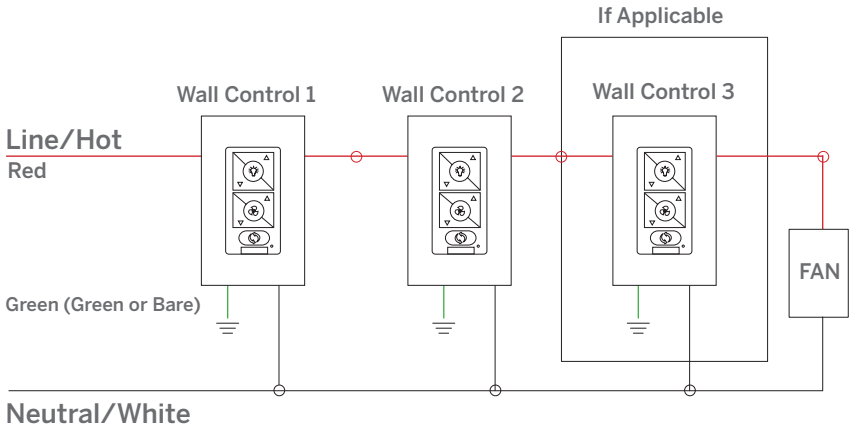 If Applicable
Wall Control 1
Wall Control 2
Wall Control 3
Line/Hot
Red
FAN
Green (Green or Bare)
Neutral/White